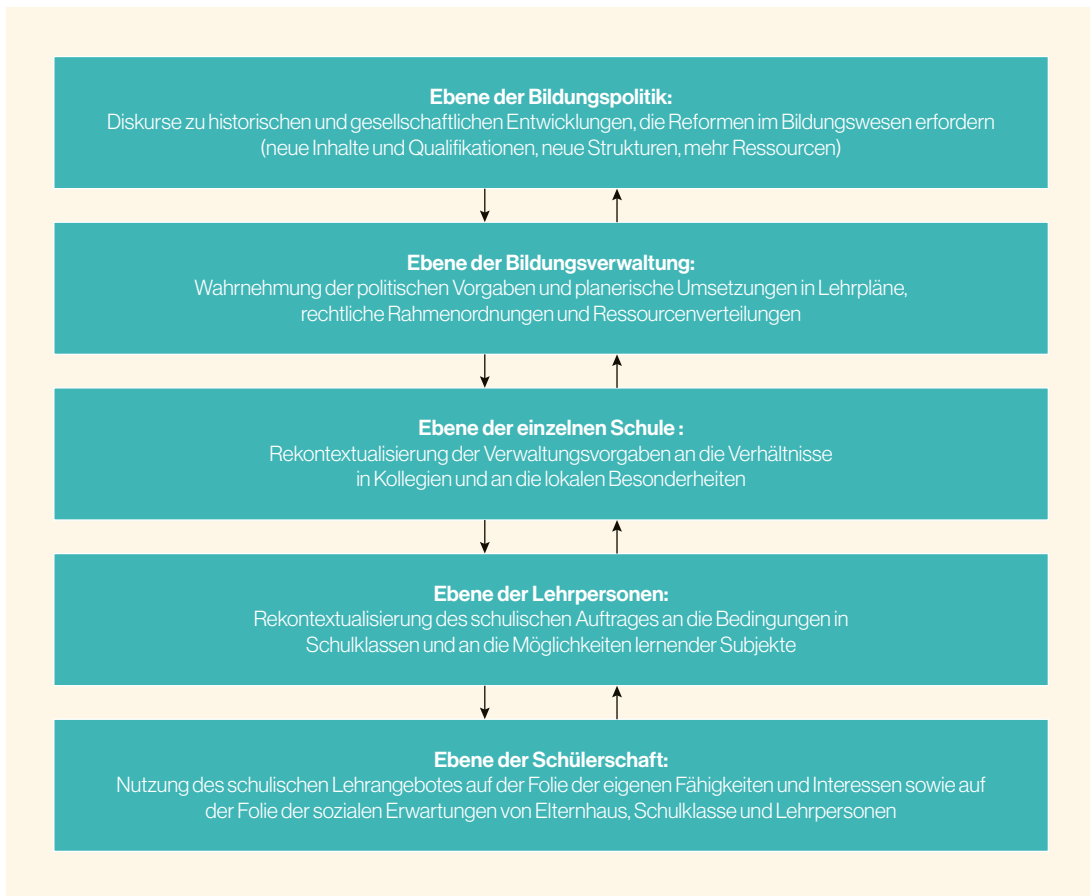 Ebene der Bildungspolitik:
Diskurse zu historischen und gesellschaftlichen Entwicklungen, die Reformen im Bildungswesen erfordern
(neue Inhalte und Qualifikationen, neue Strukturen, mehr Ressourcen)
Ebene der Bildungsverwaltung:
Wahrnehmung der politischen Vorgaben und planerische Umsetzungen in Lehrpläne,
rechtliche Rahmenordnungen und Ressourcenverteilungen
Ebene der einzelnen Schule :
Rekontextualisierung der Verwaltungsvorgaben an die Verhältnisse
in Kollegien und an die lokalen Besonderheiten
Ebene der Lehrpersonen:
Rekontextualisierung des schulischen Auftrages an die Bedingungen in
Schulklassen und an die Möglichkeiten lernender Subjekte
Ebene der Schülerschaft:
Nutzung des schulischen Lehrangebotes auf der Folie der eigenen Fähigkeiten und Interessen sowie auf
der Folie der sozialen Erwartungen von Elternhaus, Schulklasse und Lehrpersonen